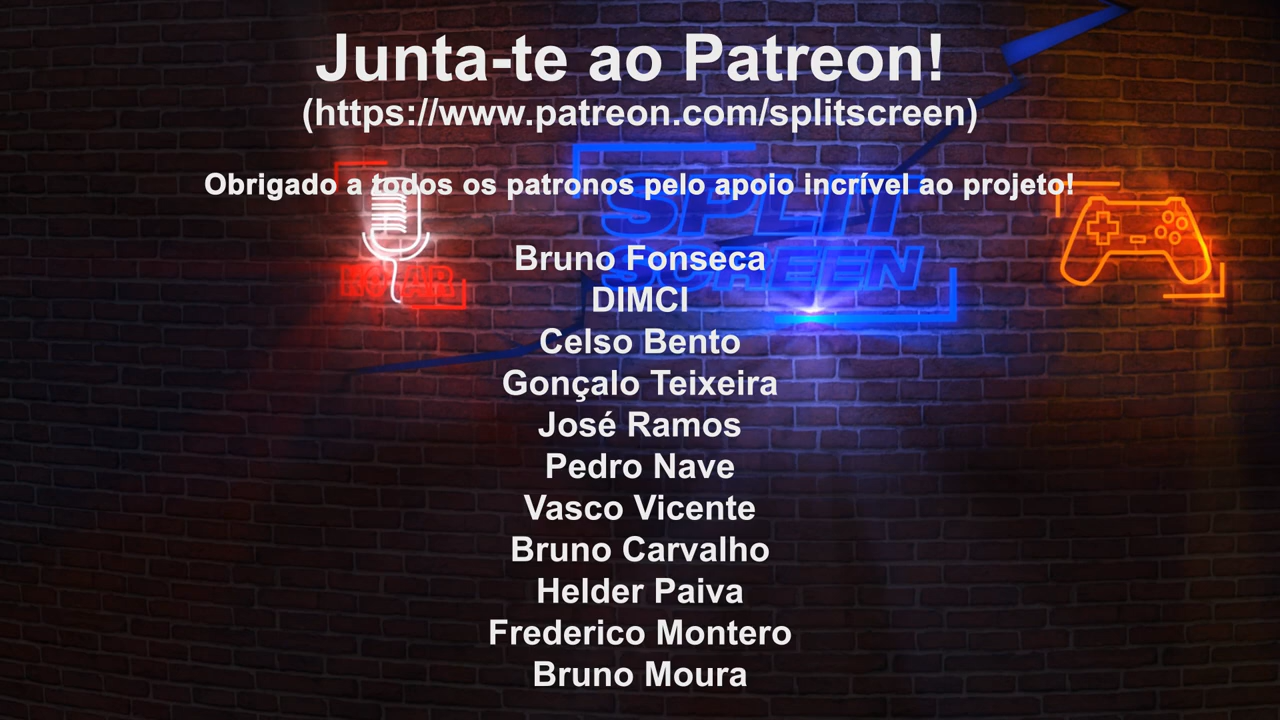 Junta-te ao Patreon!
(https://www.patreon.com/splitscreen)
Obrigado a todos os patronos pelo apoio incrível ao projeto!
SPLIT
SCREEN
Bruno Fonseca
DIMCI
Celso Bento
Gonçalo Teixeira
José Ramos
Pedro Nave
Vasco Vicente
Bruno Carvalho
Helder Paiva
Frederico Montero
Bruno Moura